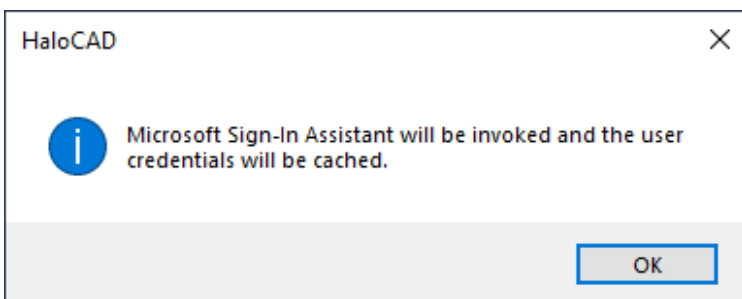 HaloCAD
Microsoft Sign-In Assistant will be invoked and the user
credentials will be cached.
OK